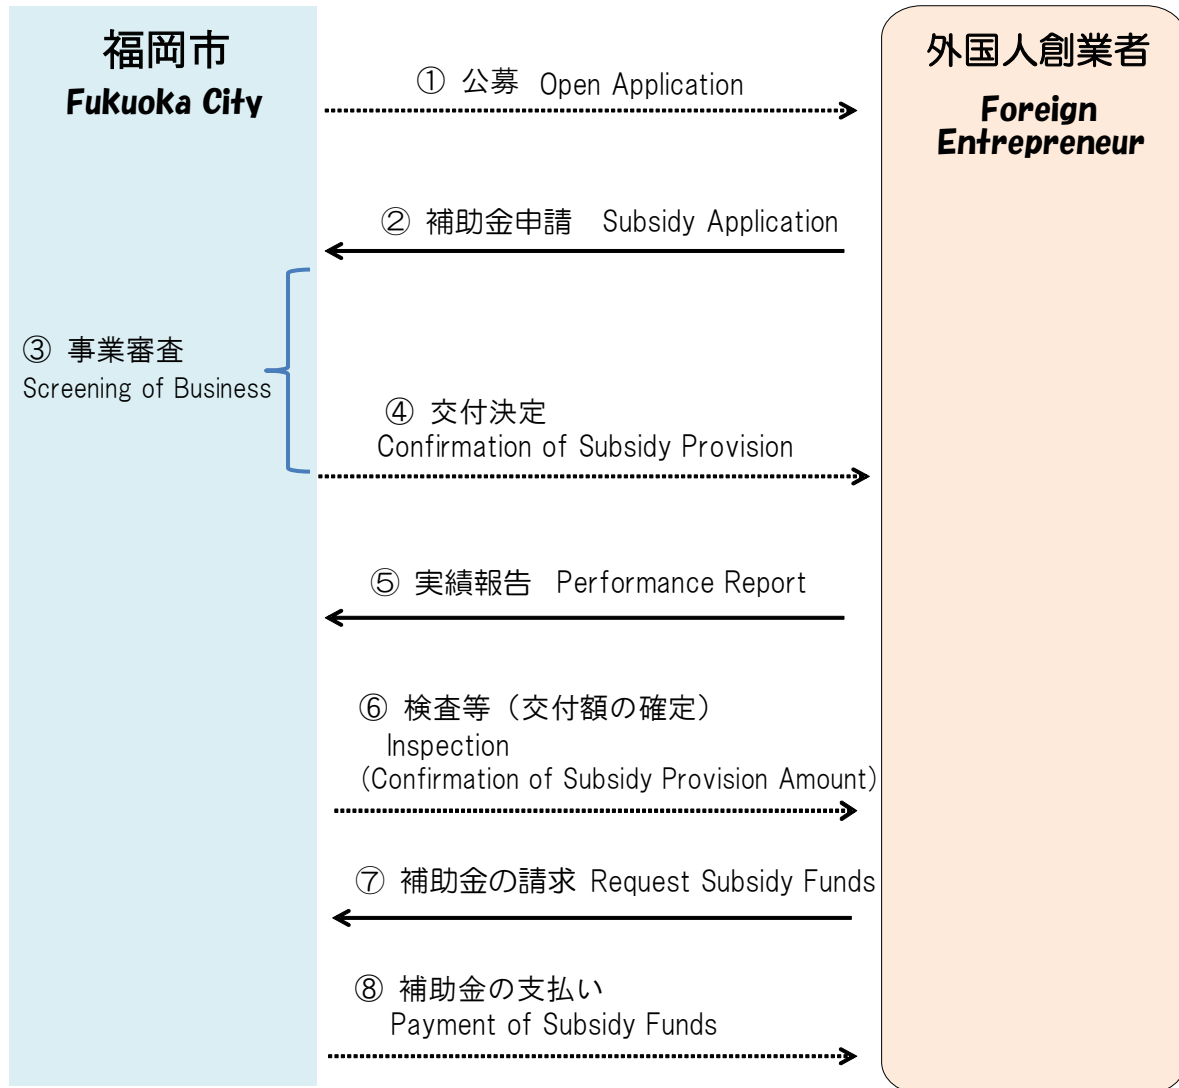 福岡市
Fukuoka City
外国人創業者
Foreign
Entrepreneur
① 公募 Open Application
② 補助金申請 Subsidy Application
③ 事業審査
Screening of Business
④ 交付決定
Confirmation of Subsidy Provision
⑤ 実績報告 Performance Report
⑥ 検査等（交付額の確定）
Inspection
(Confirmation of Subsidy Provision Amount)
⑦ 補助金の請求 Request Subsidy Funds
⑧ 補助金の支払い
Payment of Subsidy Funds